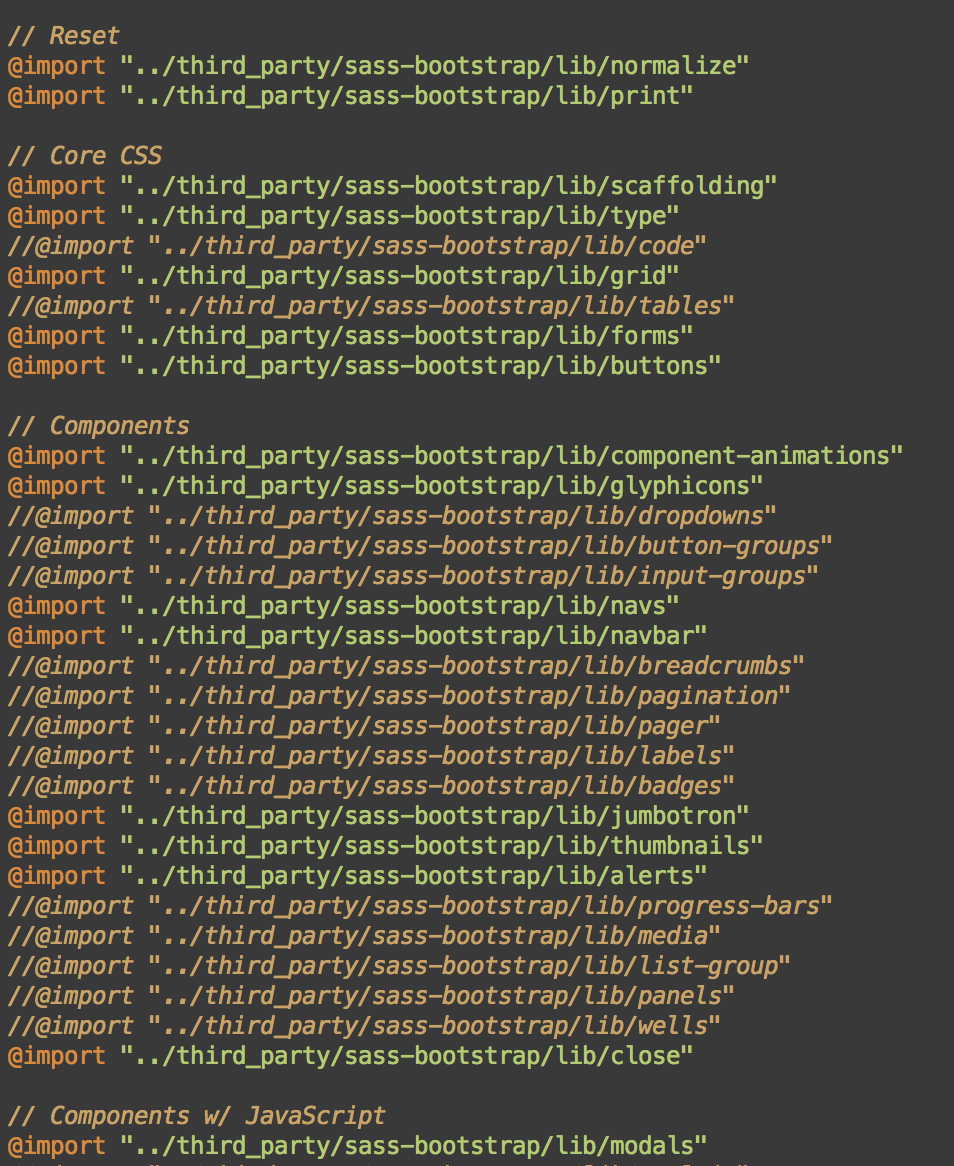 // Reset
@import "../third_party/sass-bootstrap/lib/normalize"
@import "../third_party/sass-bootstrap/lib/print"
// Core CSS
@import "../third_party/sass-bootstrap/lib/scaffolding"
@import "../third_party/sass-bootstrap/lib/type"
//@import "../third_party/sass-bootstrap/lib/code"
@import "../third_party/sass-bootstrap/lib/grid"
//@import "../third_party/sass-bootstrap/lib/tables"
@import "../third_party/sass-bootstrap/lib/forms"
@import "../third_party/sass-bootstrap/lib/buttons"
// Components
@import "../third_party/sass-bootstrap/lib/component-animations"
@import "../third_party/sass-bootstrap/lib/glyphicons"
//@import "../third_party/sass-bootstrap/lib/dropdowns"
//@import "../third_party/sass-bootstrap/lib/button-groups"
//@import "../third_party/sass-bootstrap/lib/input-groups"
@import "../third_party/sass-bootstrap/lib/navs"
@import "../third_party/sass-bootstrap/lib/navbar"
//@import "../third_party/sass-bootstrap/lib/breadcrumbs"
//@import "../third_party/sass-bootstrap/lib/pagination"
//@import "../third_party/sass-bootstrap/lib/pager"
//@import "../third_party/sass-bootstrap/lib/labels"
//@import "../third_party/sass-bootstrap/lib/badges"
@import "../third_party/sass-bootstrap/lib/jumbotron"
@import "../third_party/sass-bootstrap/lib/thumbnails"
@import "../third_party/sass-bootstrap/lib/alerts"
//@import "../third_party/sass-bootstrap/lib/progress-bars"
//@import "../third_party/sass-bootstrap/lib/media"
//@import "../third_party/sass-bootstrap/lib/list-group"
//@import "../third_party/sass-bootstrap/lib/panels"
//@import "../third_party/sass-bootstrap/lib/wells"
@import "../third_party/sass-bootstrap/lib/close"
// Components w/ JavaScript
@import "../third_party/sass-bootstrap/lib/modals"